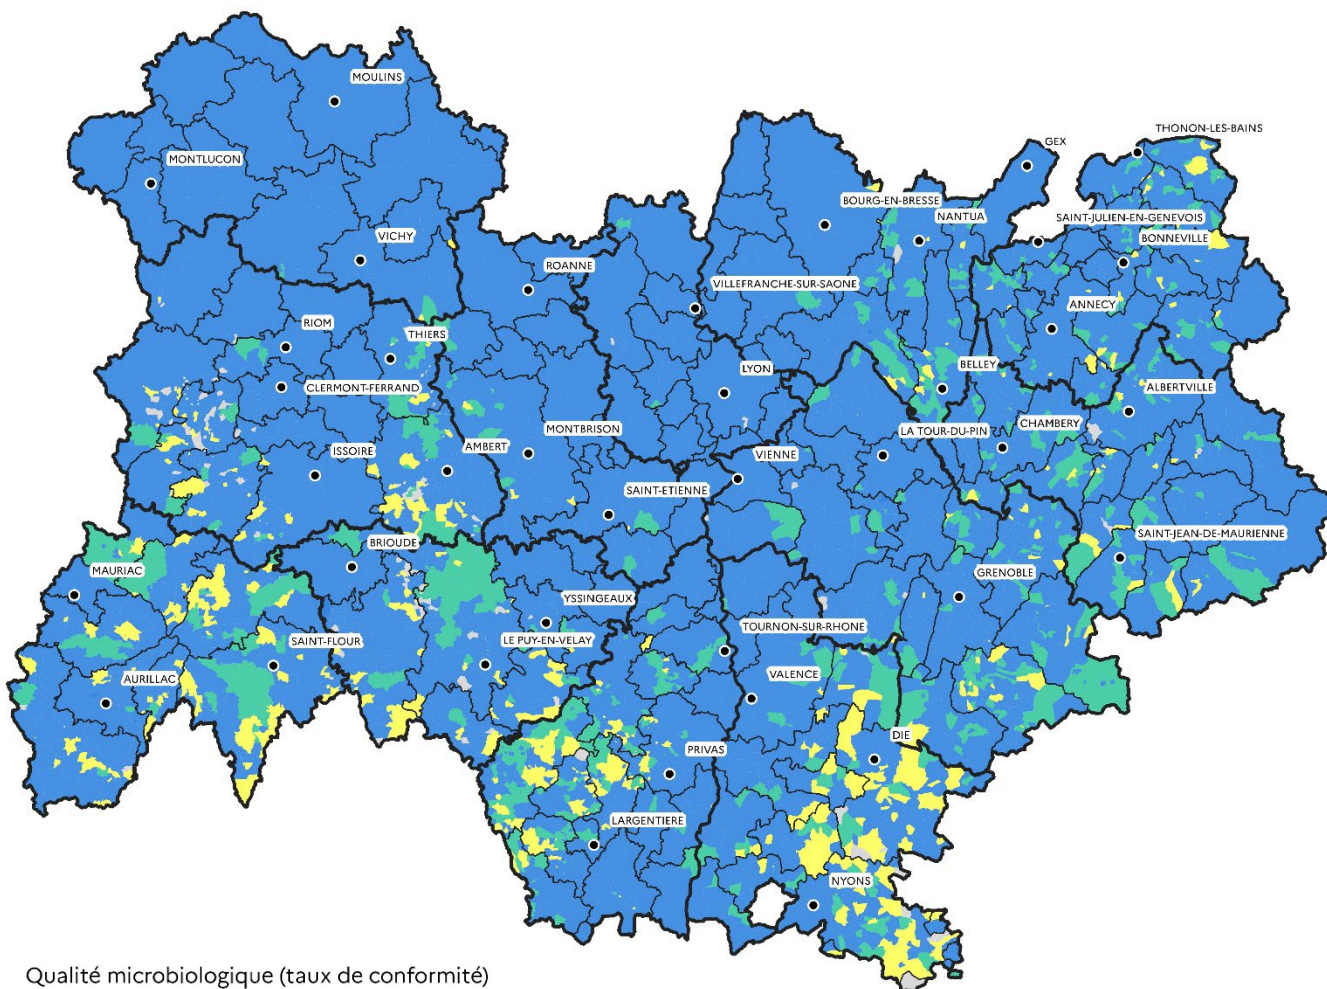 MOULINS
THONON-LES-BAINS
GEX
MONTLUCON
BOURG-EN-BRESSE
NANTUA
SAINT-JULIEN-EN-GENEVOIS
VICHY
BONNEVILLE
ROANNE
VILLEFRANCHE-SUR-SAONE
ANNECY
RIOM
THIERS
LYON
BELLEY
CLERMONT-FERRAND
ALBERTVILLE
MONTBRISON
LA TOUR-DU-PIN
CHAMBERY
ISSOIRE
AMBERT
VIENNE
SAINT-ETIENNE
SAINT-JEAN-DE-MAURIENNE
BRIOUDE
MAURIAC
GRENOBLE
YSSINGEAUX
TOURNON-SUR-RHONE
SAINT-FLOUR
LE PUY-EN-VELAY
AURILLAC
VALENCE
DIE
PRIVAS
LARGENTIERE
NYONS
Qualité microbiologique (taux de conformité)